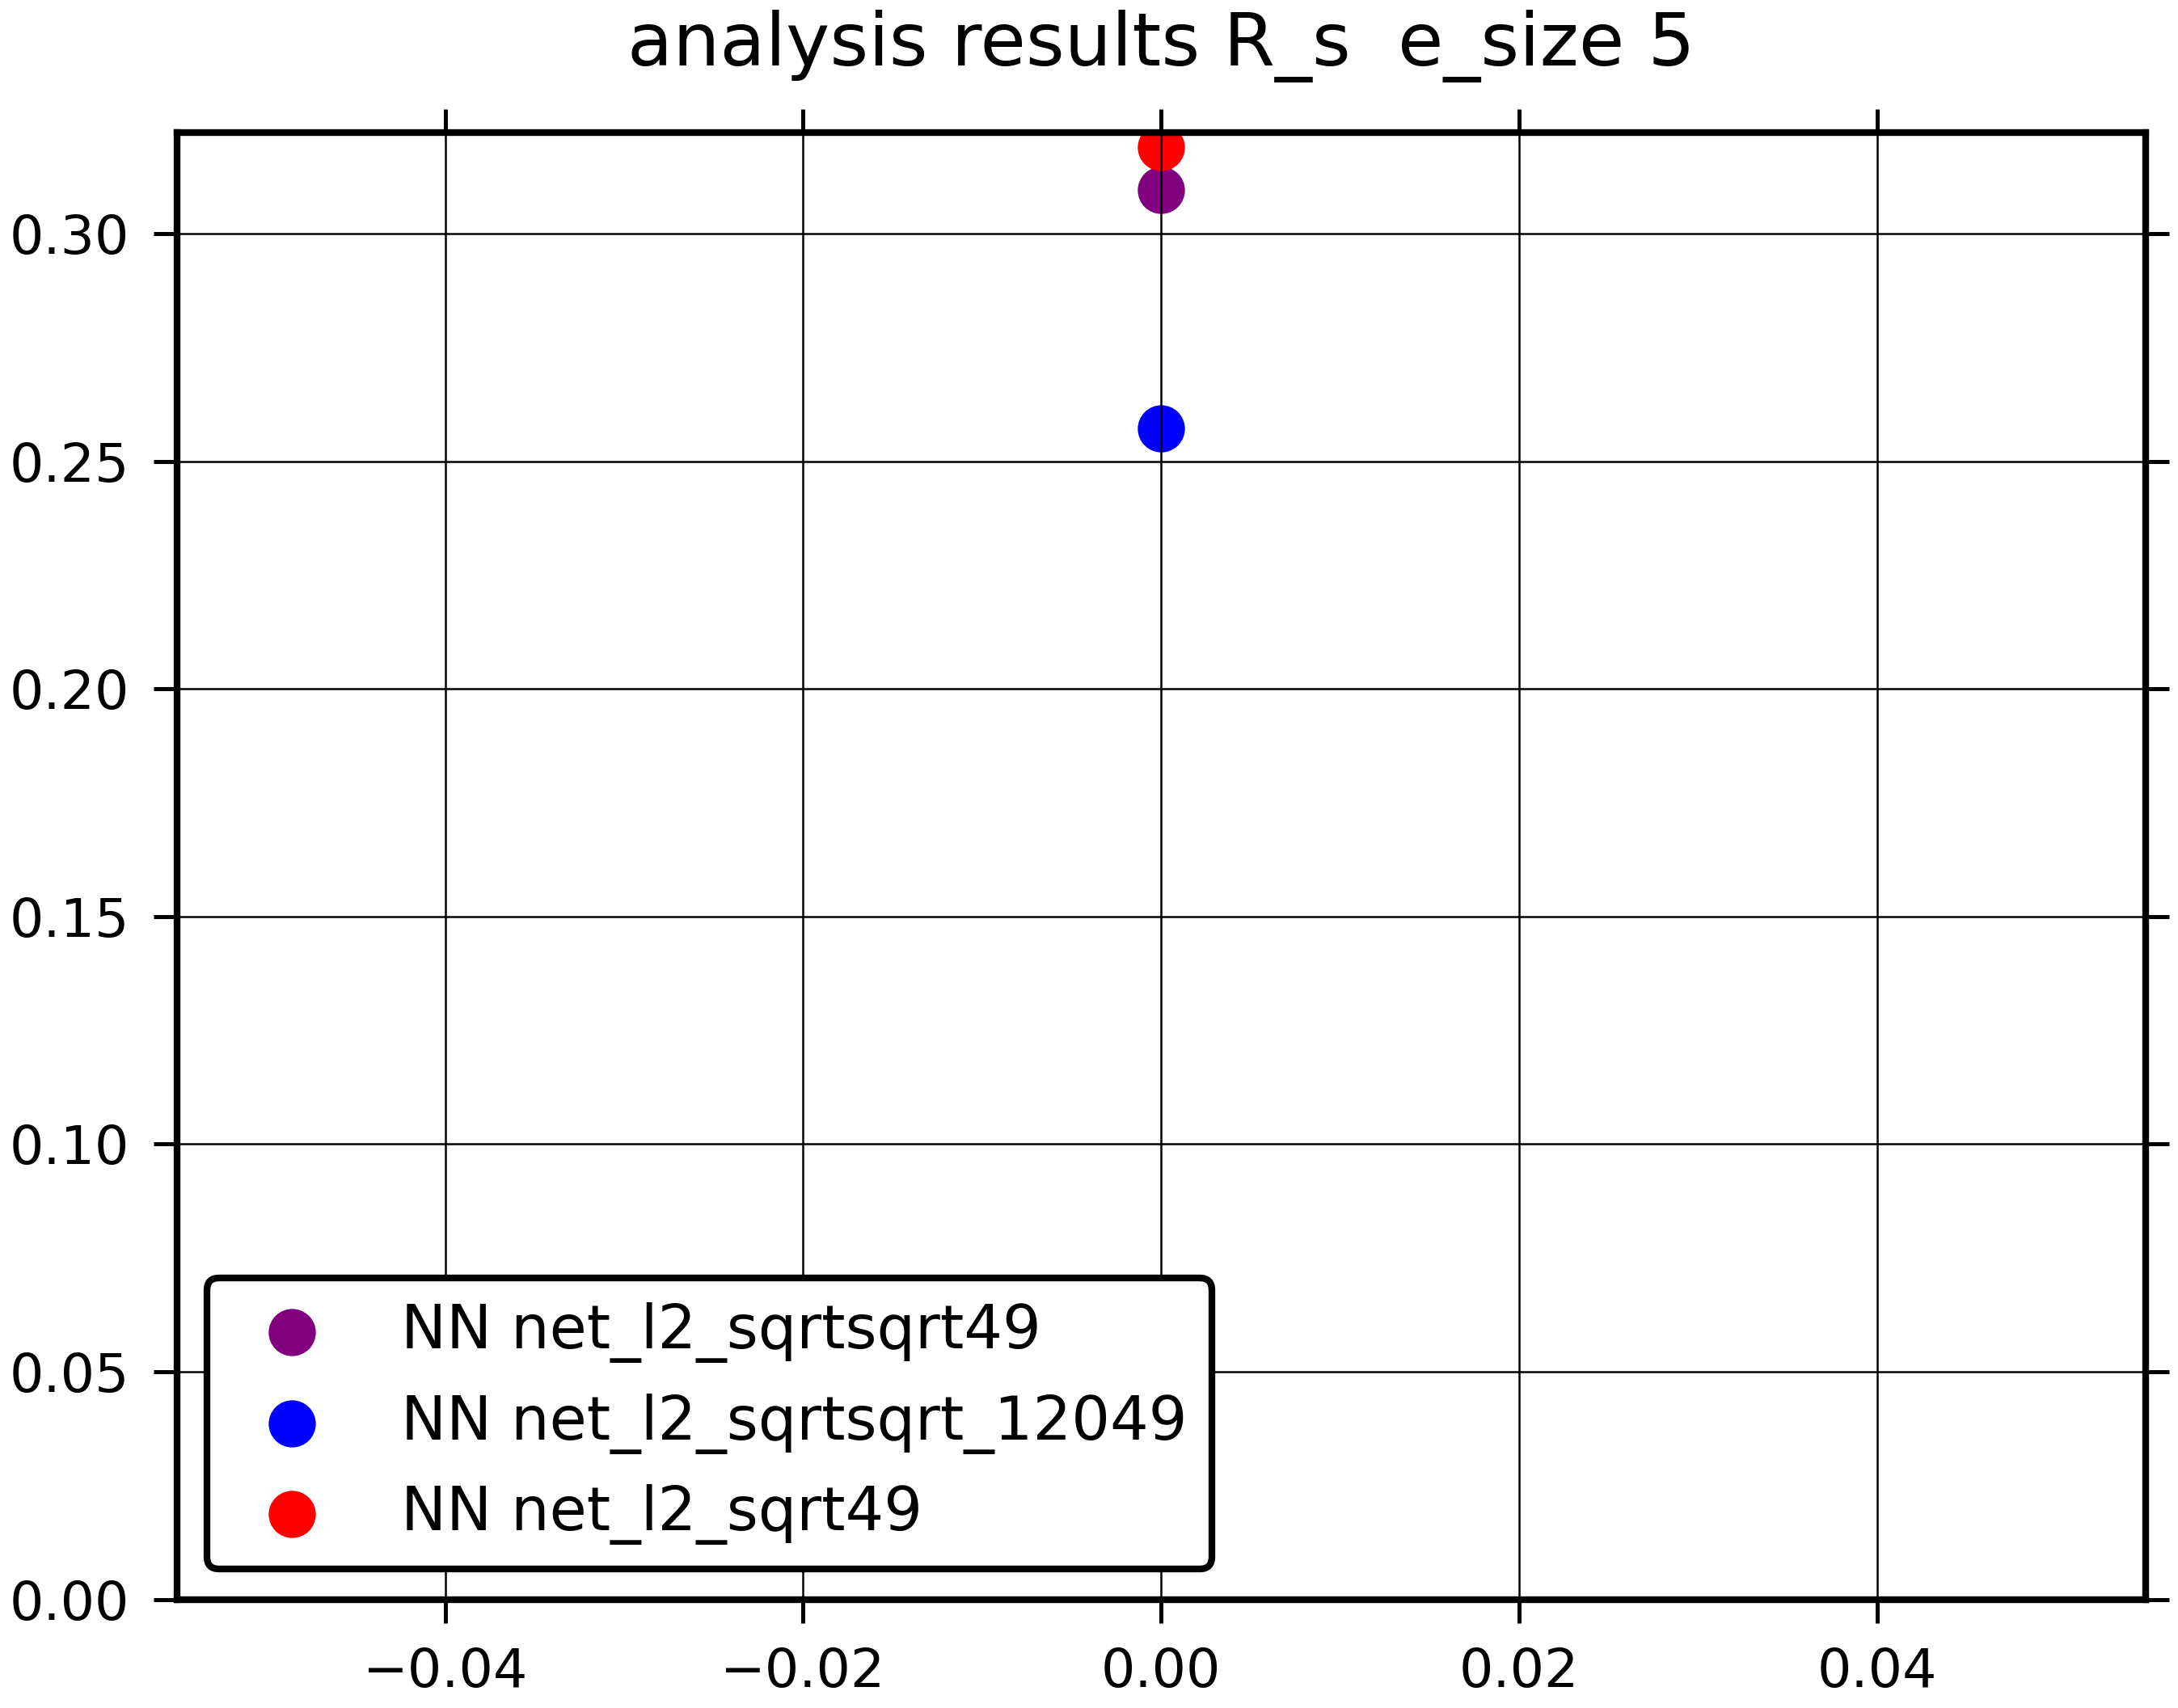 analysis results R_s  e_size 5
0.30
0.25
0.20
0.15
0.10
0.05
0.00
NN net_l2_sqrtsqrt49
NN net_l2_sqrtsqrt_12049
NN net_l2_sqrt49
−0.04 −0.02 0.00 0.02 0.04